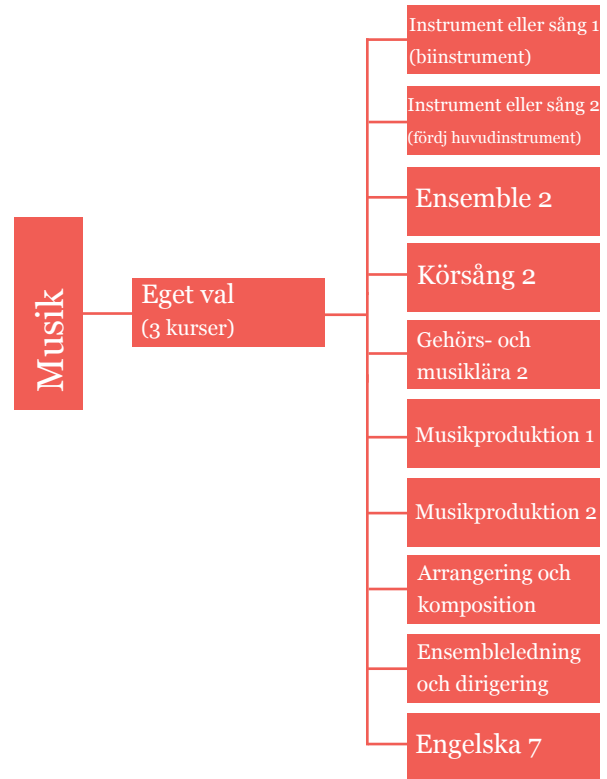 Musik
Eget val
(3 kurser)
Instrument eller sång 1
(biinstrument)
Instrument eller sång 2
(fördj huvudinstrument)
Ensemble 2
Körsång 2
Gehörs- och
musiklära 2
Musikproduktion 1
Musikproduktion 2
Arrangering och
komposition
Ensembleledning
och dirigering
Engelska 7